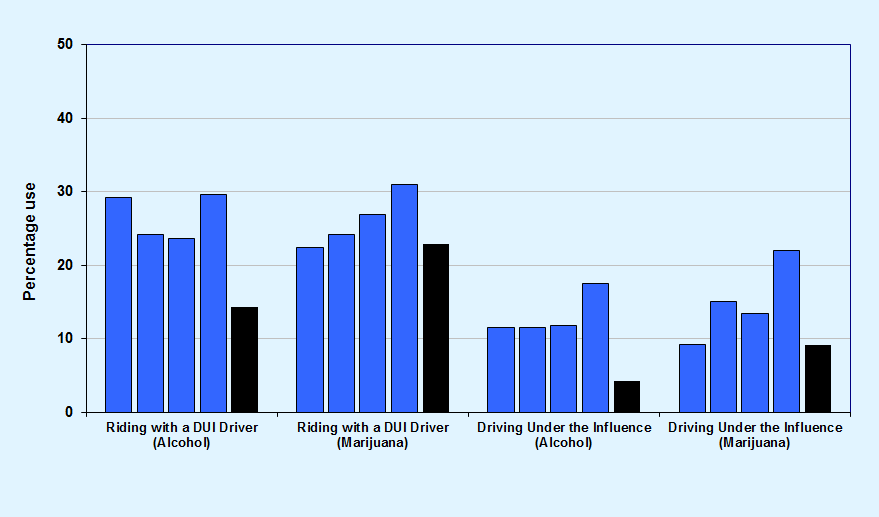 50
40
30
20
10
0
Percentage use
Riding with a DUI Driver
(Alcohol)
Riding with a DUI Driver
(Marijuana)
Driving Under the Influence
(Alcohol)
Driving Under the Influence
(Marijuana)